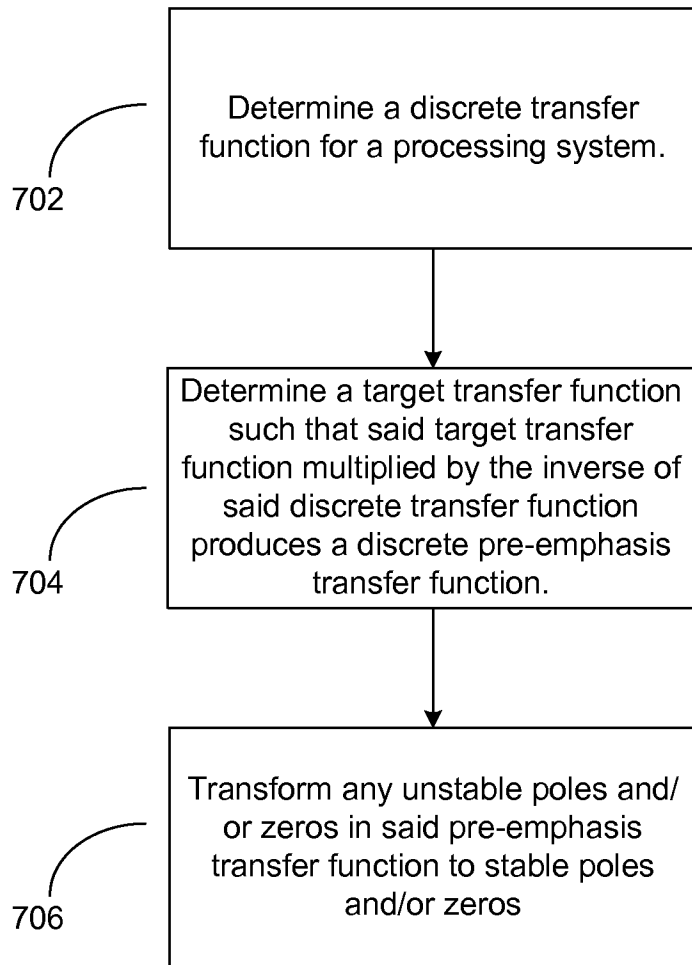 Determine a discrete transfer
function for a processing system.
702
Determine a target transfer function
such that said target transfer
function multiplied by the inverse of
said discrete transfer function
produces a discrete pre-emphasis
transfer function.
704
Transform any unstable poles and/
or zeros in said pre-emphasis
transfer function to stable poles
and/or zeros
706